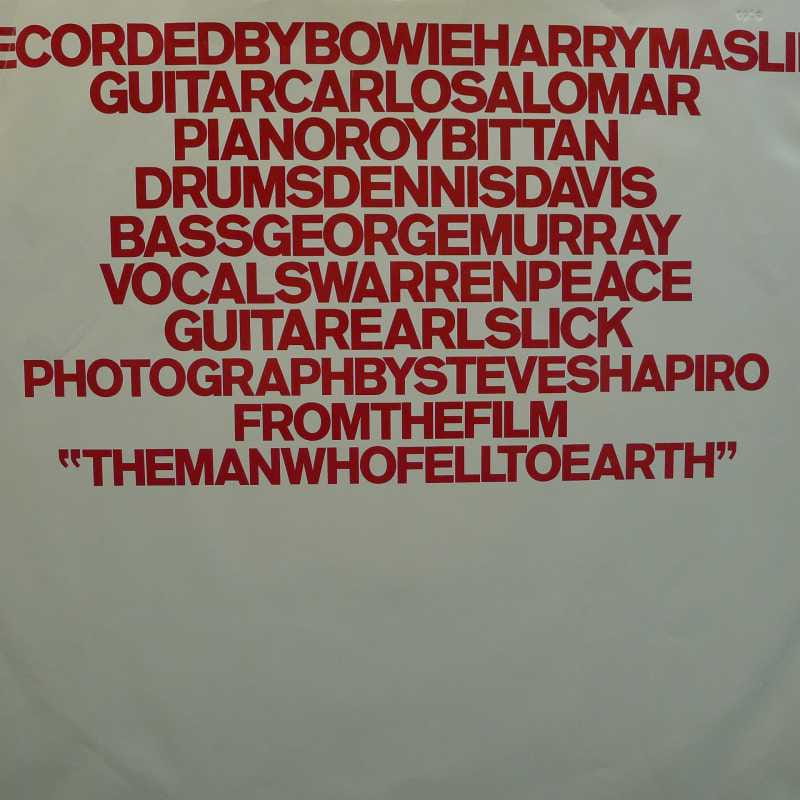 ECORDEDBYBOWIEHARRYMASLI
GUITARCARLOSALOMAR
PIANOROYBITTAN
DRUMSDENNISDAVIS
BASSGEORGEMURRAY
VOCALSWARRENPEACE
GUITAREARLSLICK
PHOTOGRAPHBYSTEVESHAPIRO
FROMTHEFILM
“THEMANWHOFELLTOEARTH”